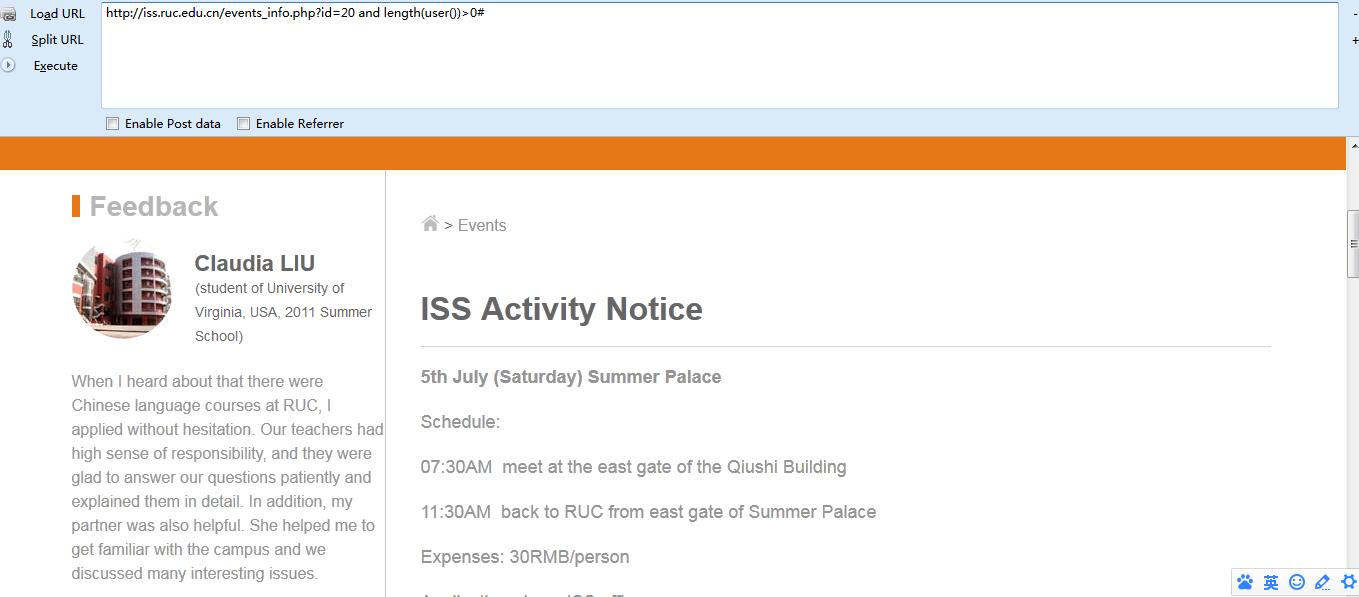 Load URL
http://iss.ruc.edu.cn/events_info.php?id=20 and length(user())>0#
Split URL
Execute
Enable Post data
Enable Referrer
Feedback
Claudia LIU
(student of University of
Virginia, USA, 2011 Summer
School)
When I heard about that there were
Chinese language courses at RUC, I
applied without hesitation. Our teachers had
high sense of responsibility, and they were
glad to answer our questions patiently and
explained them in detail. In addition, my
partner was also helpful. She helped me to
get familiar with the campus and we
discussed many interesting issues.
> Events
ISS Activity Notice
5th July (Saturday) Summer Palace
Schedule:
07:30AM  meet at the east gate of the Qiushi Building
11:30AM  back to RUC from east gate of Summer Palace
Expenses: 30RMB/person
英